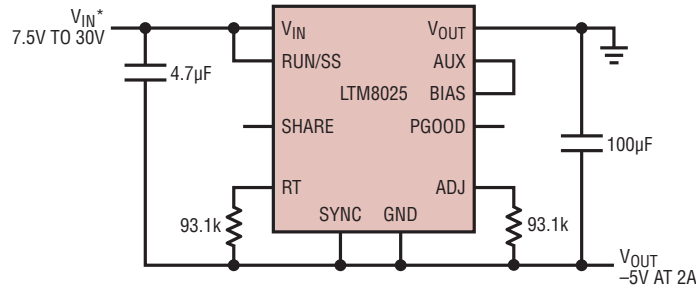 VIN*
7.5V TO 30V
4.7µF
VIN
RUN/SS
SHARE
RT
SYNC
GND
LTM8025
VOUT
AUX
BIAS
PGOOD
ADJ
93.1k
93.1k
100µF
VOUT
–5V AT 2A